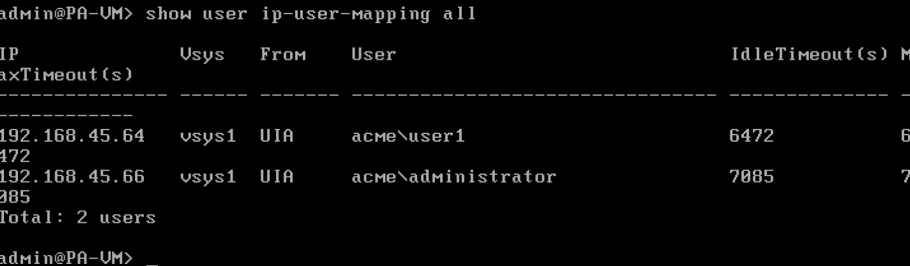 admin@PA-VM> show user ip-user-mapping all
IP Vsys From User IdleTimeout(s) M
axTimeout(s)
--------------- ------ ------- -------------------------------- -------------- -
------------
192.168.45.64 vsys1 UIA acme\user1 6472 6
472
192.168.45.66 vsys1 UIA acme\administrator 7085 7
085
Total: 2 users
admin@PA-VM> _